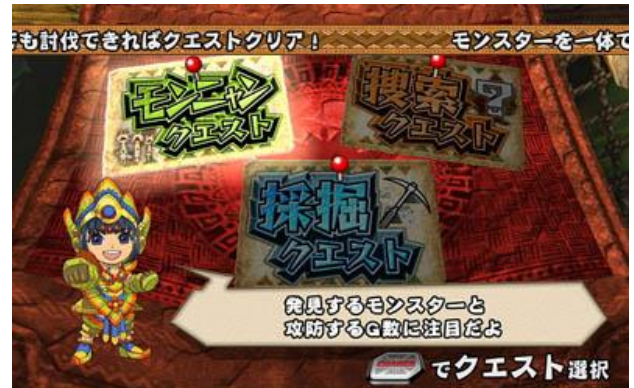 も討伐できればクエストクリア！
モンスターを一体で
モンニャン
クエスト
捜索
クエスト
?
採掘
クエスト
発見するモンスターと
攻防するG数に注目だよ
でクエスト選択